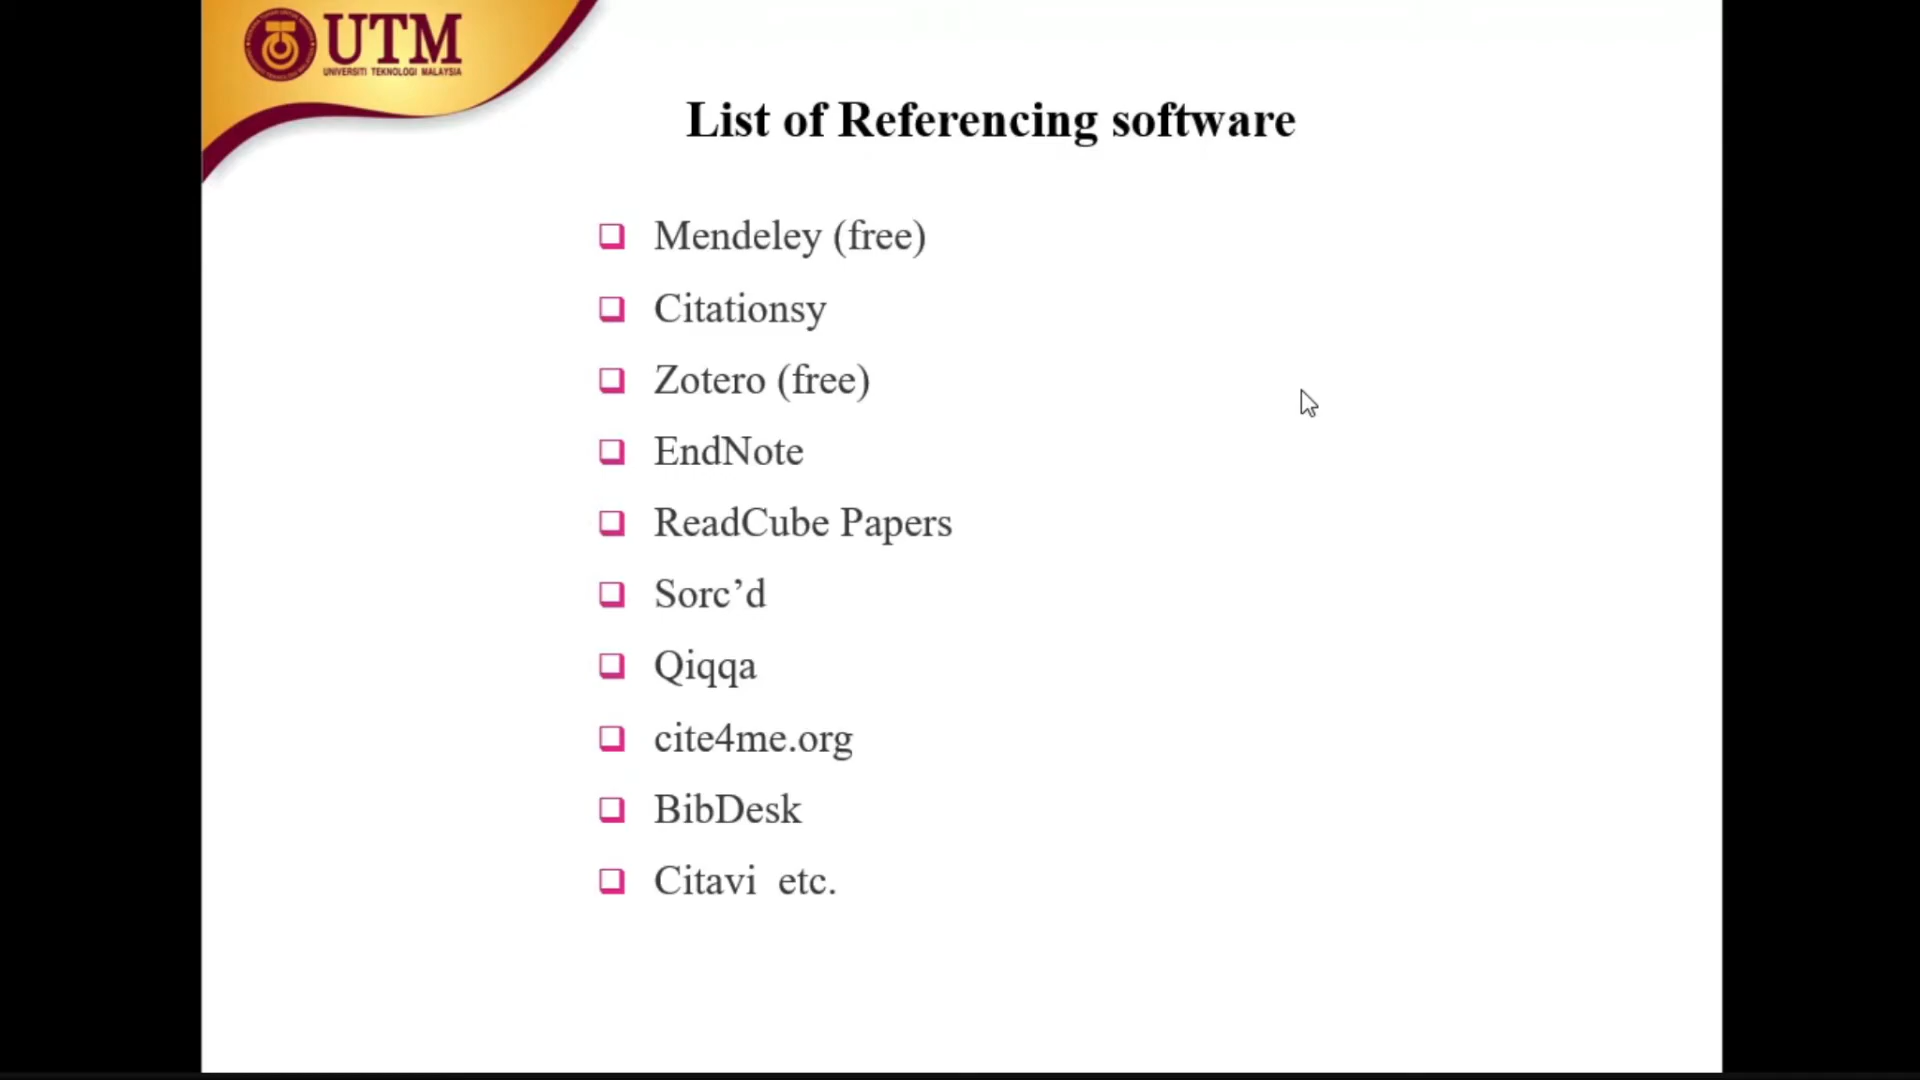 UTM
UNIVERSITI TEKNOLOGI MALAYSIA
List of Referencing software
Mendeley (free)
Citationsy
Zotero (free)
EndNote
ReadCube Papers
Sorc’d
Qiqqa
cite4me.org
BibDesk
Citavi etc.